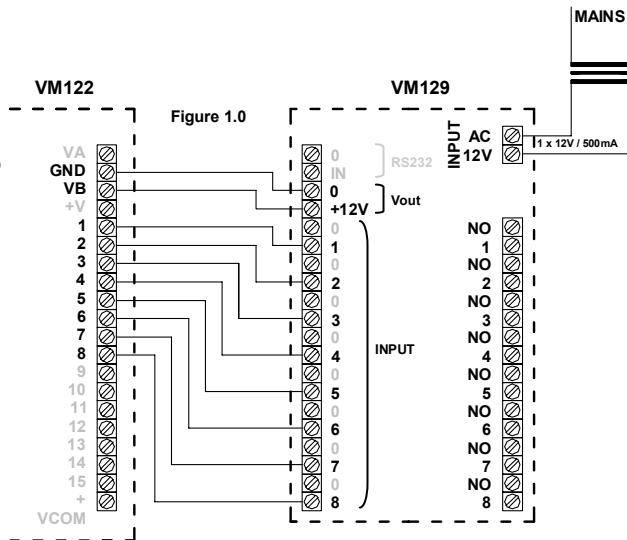 MAINS
VM122
VM129
Figure 1.0
VA
GND
VB
+V
1
2
3
4
5
6
7
8
9
10
11
12
13
14
15
+
VCOM
0
IN
0
+12V
0
1
0
2
0
3
0
4
0
5
0
6
0
7
0
8
RS232
Vout
INPUT
INPUT
AC
12V
1 x 12V / 500mA
NO
1
NO
2
NO
3
NO
4
NO
5
NO
6
NO
7
NO
8